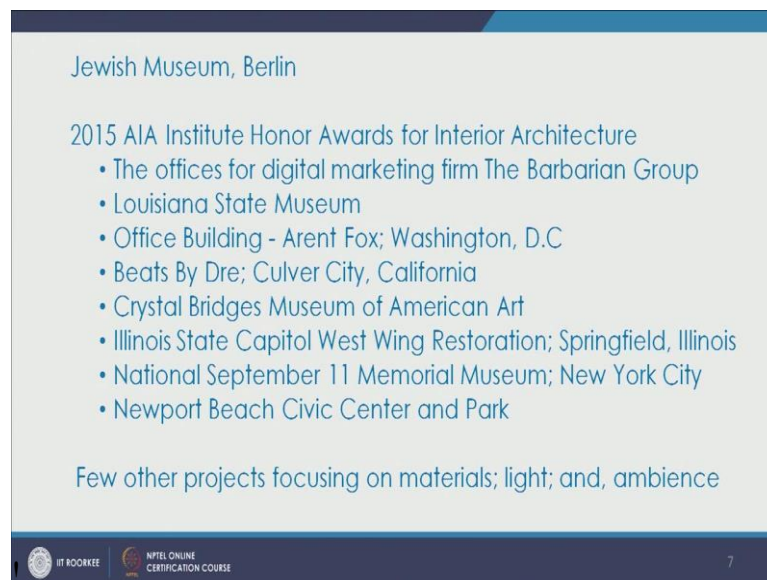 Jewish Museum, Berlin
2015 AIA Institute Honor Awards for Interior Architecture
• The offices for digital marketing firm The Barbarian Group
• Louisiana State Museum
• Office Building - Arent Fox; Washington, D.C
• Beats By Dre; Culver City, California
• Crystal Bridges Museum of American Art
• Illinois State Capitol West Wing Restoration; Springfield, Illinois
• National September 11 Memorial Museum; New York City
• Newport Beach Civic Center and Park
Few other projects focusing on materials; light; and, ambience
IIT ROORKEE
NPTEL ONLINE
CERTIFICATION COURSE
7